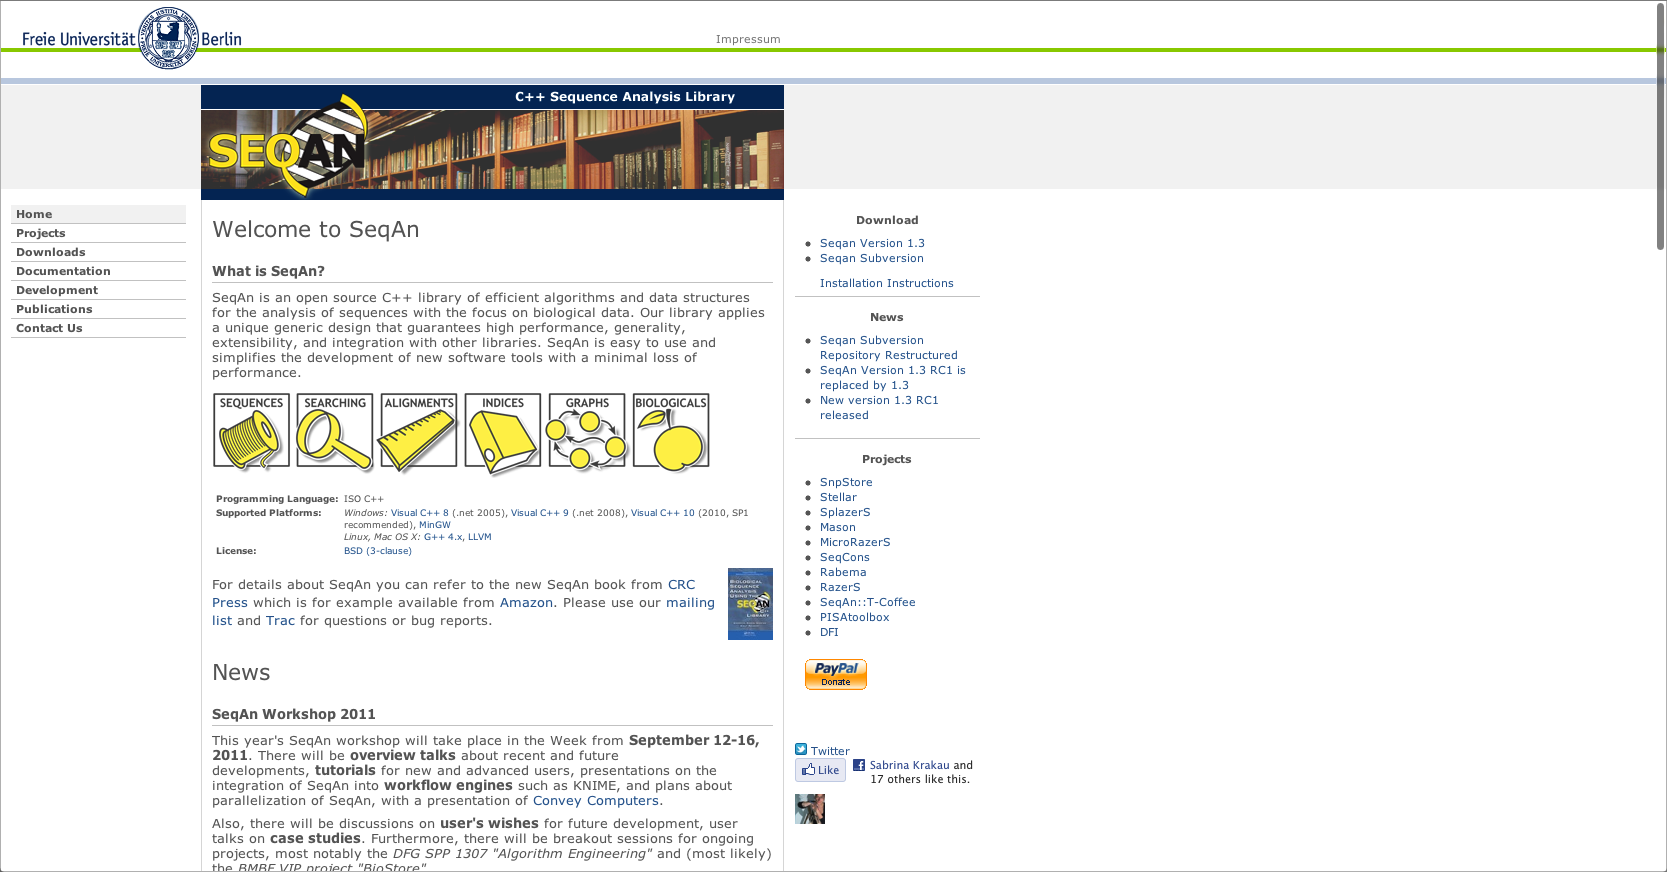 Freie Universität Berlin
Impressum
C++ Sequence Analysis Library
SEQAN
Home
Projects
Downloads
Documentation
Development
Publications
Contact Us
Welcome to SeqAn
What is SeqAn?
SeqAn is an open source C++ library of efficient algorithms and data structures
for the analysis of sequences with the focus on biological data. Our library applies
a unique generic design that guarantees high performance, generality,
extensibility, and integration with other libraries. SeqAn is easy to use and
simplifies the development of new software tools with a minimal loss of
performance.
SEQUENCES SEARCHING ALIGNMENTS INDICES GRAPHS BIOLOGICALS
Programming Language: ISO C++
Supported Platforms: Windows: Visual C++ 8 (.net 2005), Visual C++ 9 (.net 2008), Visual C++ 10 (2010, SP1
recommended), MinGW
Linux, Mac OS X: G++ 4.x, LLVM
License: BSD (3-clause)
For details about SeqAn you can refer to the new SeqAn book from CRC
Press which is for example available from Amazon. Please use our mailing
list and Trac for questions or bug reports.
BIOLOGICAL
SEQUENCE
ANALYSIS
USING THE
SEQAN
LIBRARY
News
SeqAn Workshop 2011
This year's SeqAn workshop will take place in the Week from September 12-16,
2011. There will be overview talks about recent and future
developments, tutorials for new and advanced users, presentations on the
integration of SeqAn into workflow engines such as KNIME, and plans about
parallelization of SeqAn, with a presentation of Convey Computers.
Also, there will be discussions on user's wishes for future development, user
talks on case studies. Furthermore, there will be breakout sessions for ongoing
projects, most notably the DFG SPP 1307 "Algorithm Engineering" and (most likely)
the BMBF VIP project "BioStore".
Download
Seqan Version 1.3
Seqan Subversion
Installation Instructions
News
Seqan Subversion
Repository Restructured
SeqAn Version 1.3 RC1 is
replaced by 1.3
New version 1.3 RC1
released
Projects
SnpStore
Stellar
SplazerS
Mason
MicroRazerS
SeqCons
Rabema
RazerS
SeqAn::T-Coffee
PISAtoolbox
DFI
PayPal
Donate
Twitter
Like
Sabrina Krakau and
17 others like this.